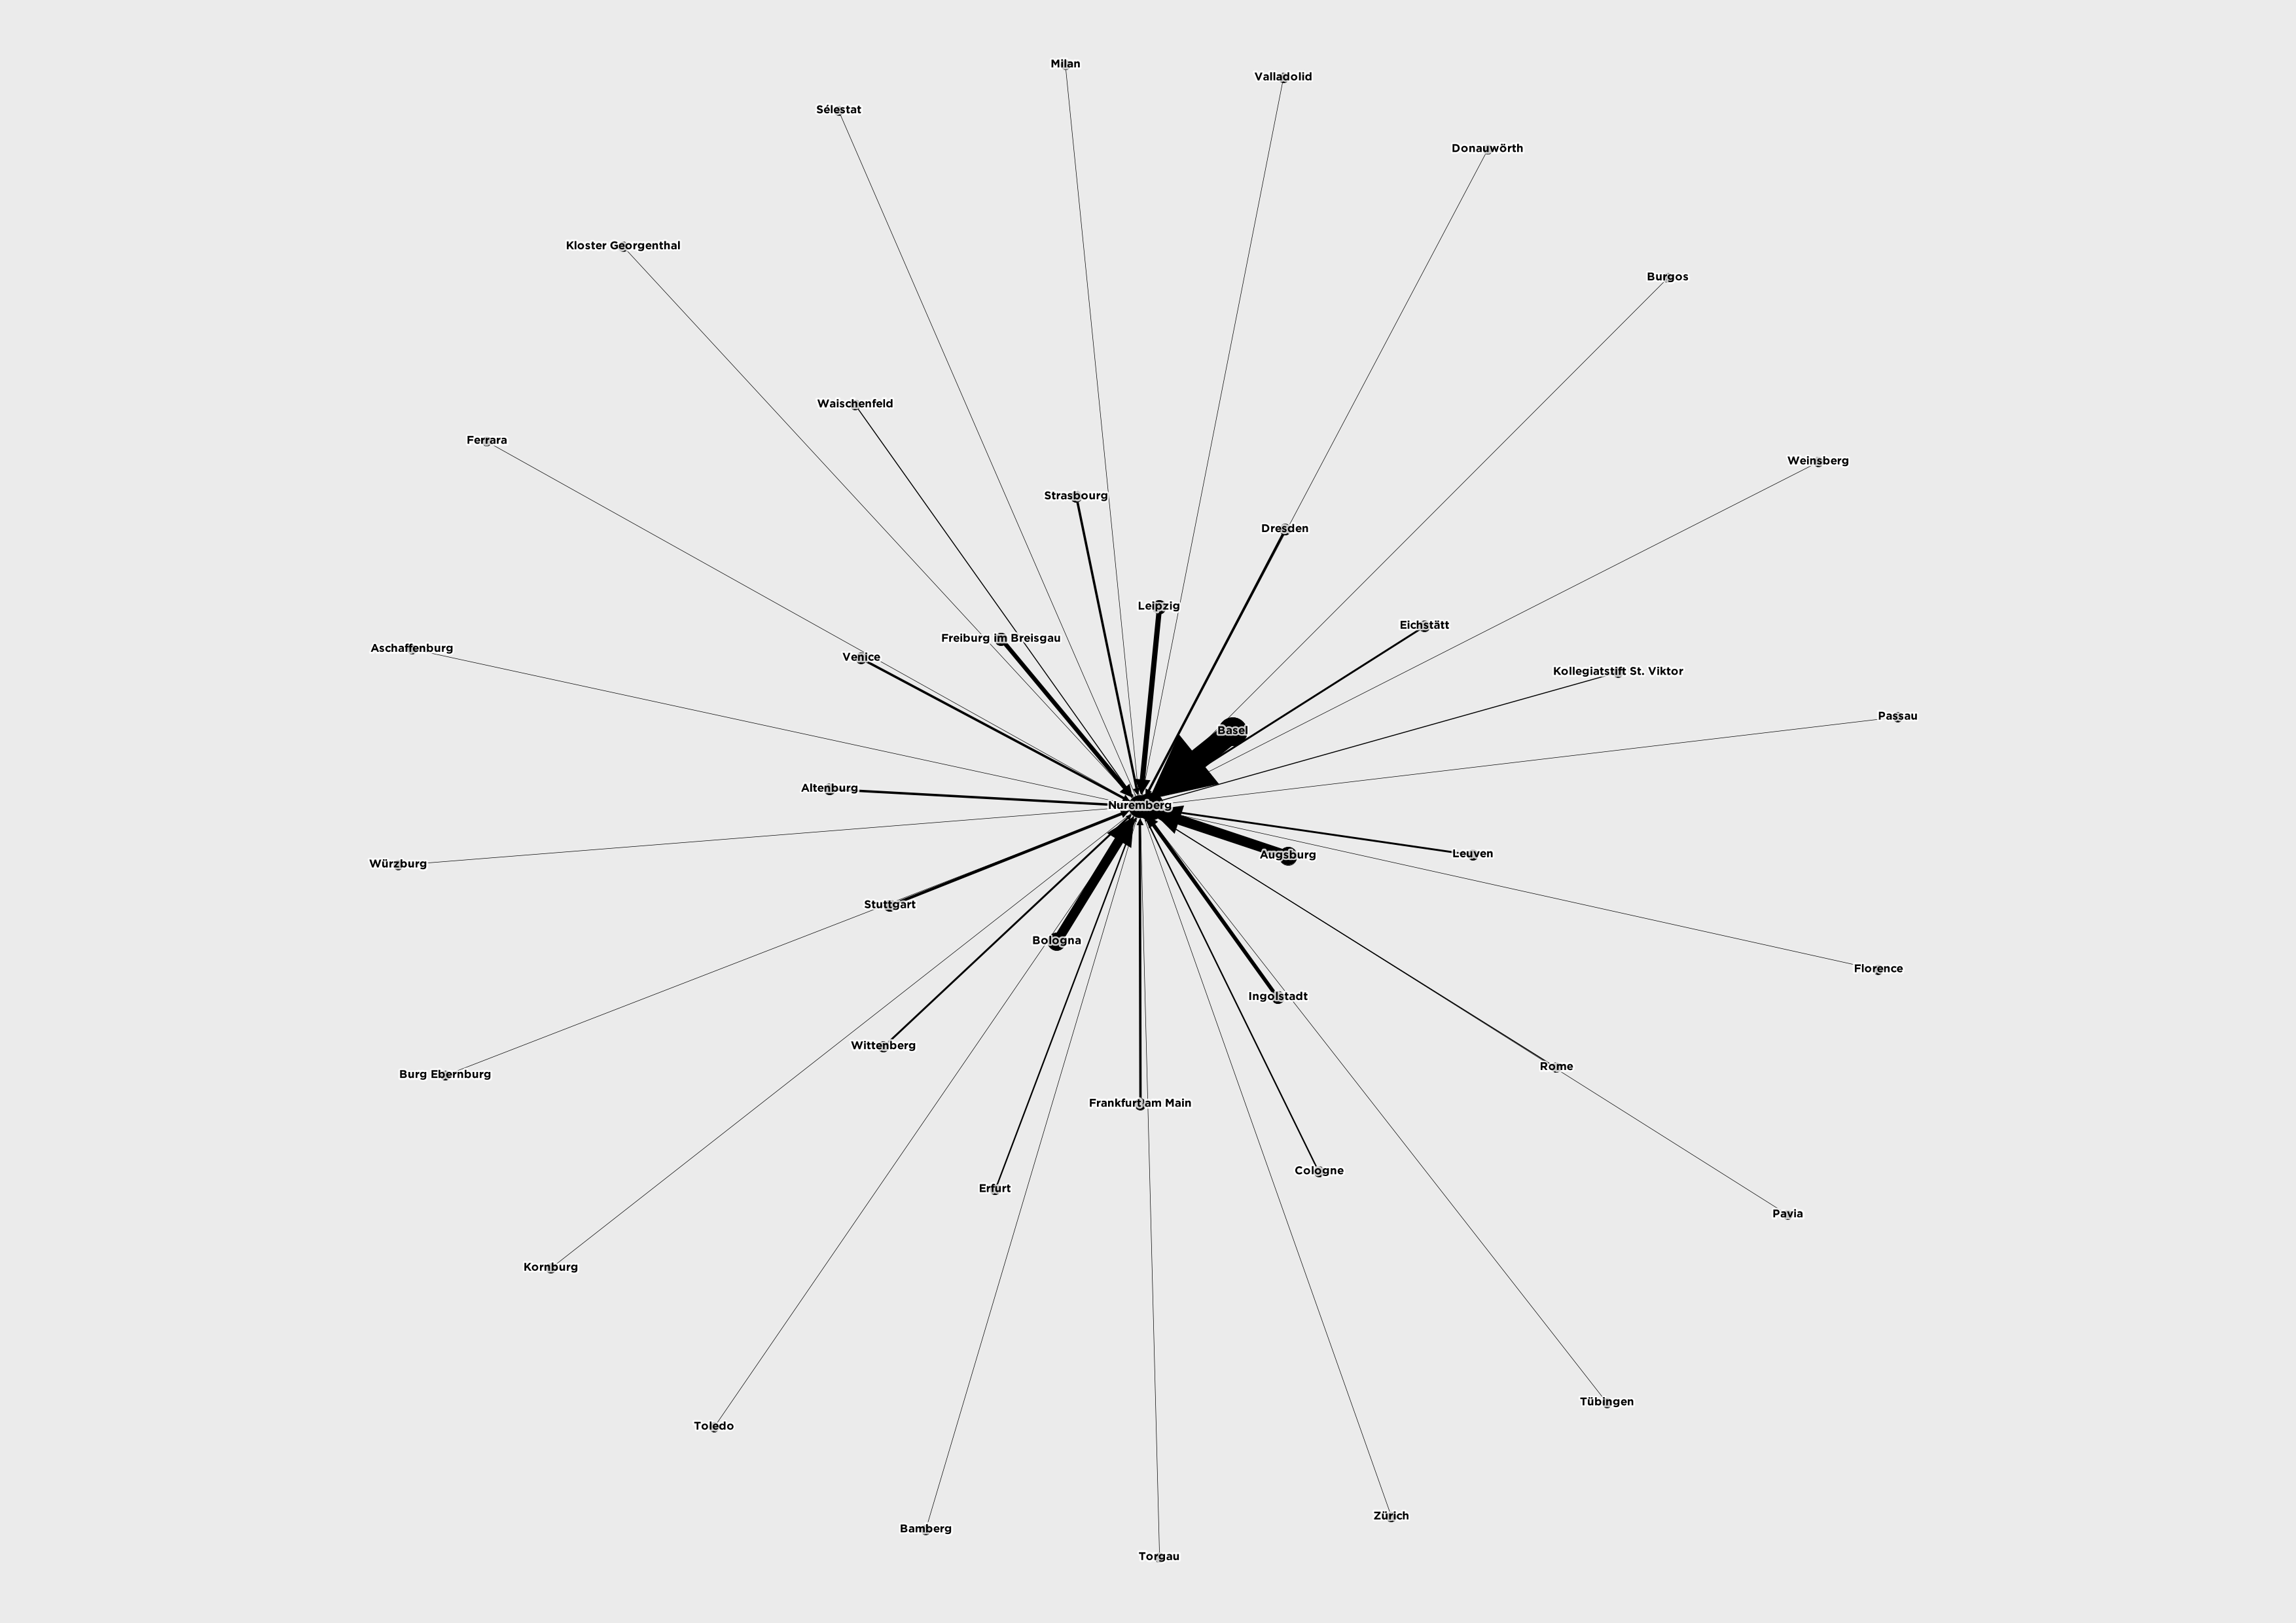 Milan
Valladolid
Sélestat
Donauwörth
Kloster Georgenthal
Burgos
Waischenfeld
Ferrara
Weinsberg
Strasbourg
Dresden
Leipzig
Eichstätt
Freiburg im Breisgau
Aschaffenburg
Venice
Kollegiatstift St. Viktor
Passau
Basel
Altenburg
Nuremberg
Augsburg
Leuven
Würzburg
Stuttgart
Bologna
Florence
Ingolstadt
Wittenberg
Rome
Burg Ebernburg
Frankfurt am Main
Cologne
Erfurt
Pavia
Kornburg
Tübingen
Toledo
Zürich
Bamberg
Torgau